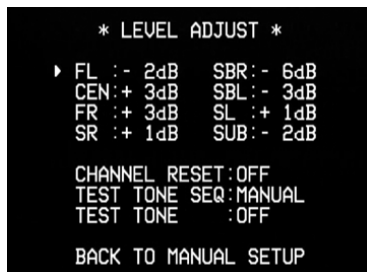 * LEVEL ADJUST *
FL :- 2dB SBR:- 6dB
CEN:+ 3dB SBL:- 3dB
FR :+ 3dB SL :+ 1dB
SR :+ 1dB SUB:- 2dB
CHANNEL RESET:OFF
TEST TONE SEQ:MANUAL
TEST TONE :OFF
BACK TO MANUAL SETUP